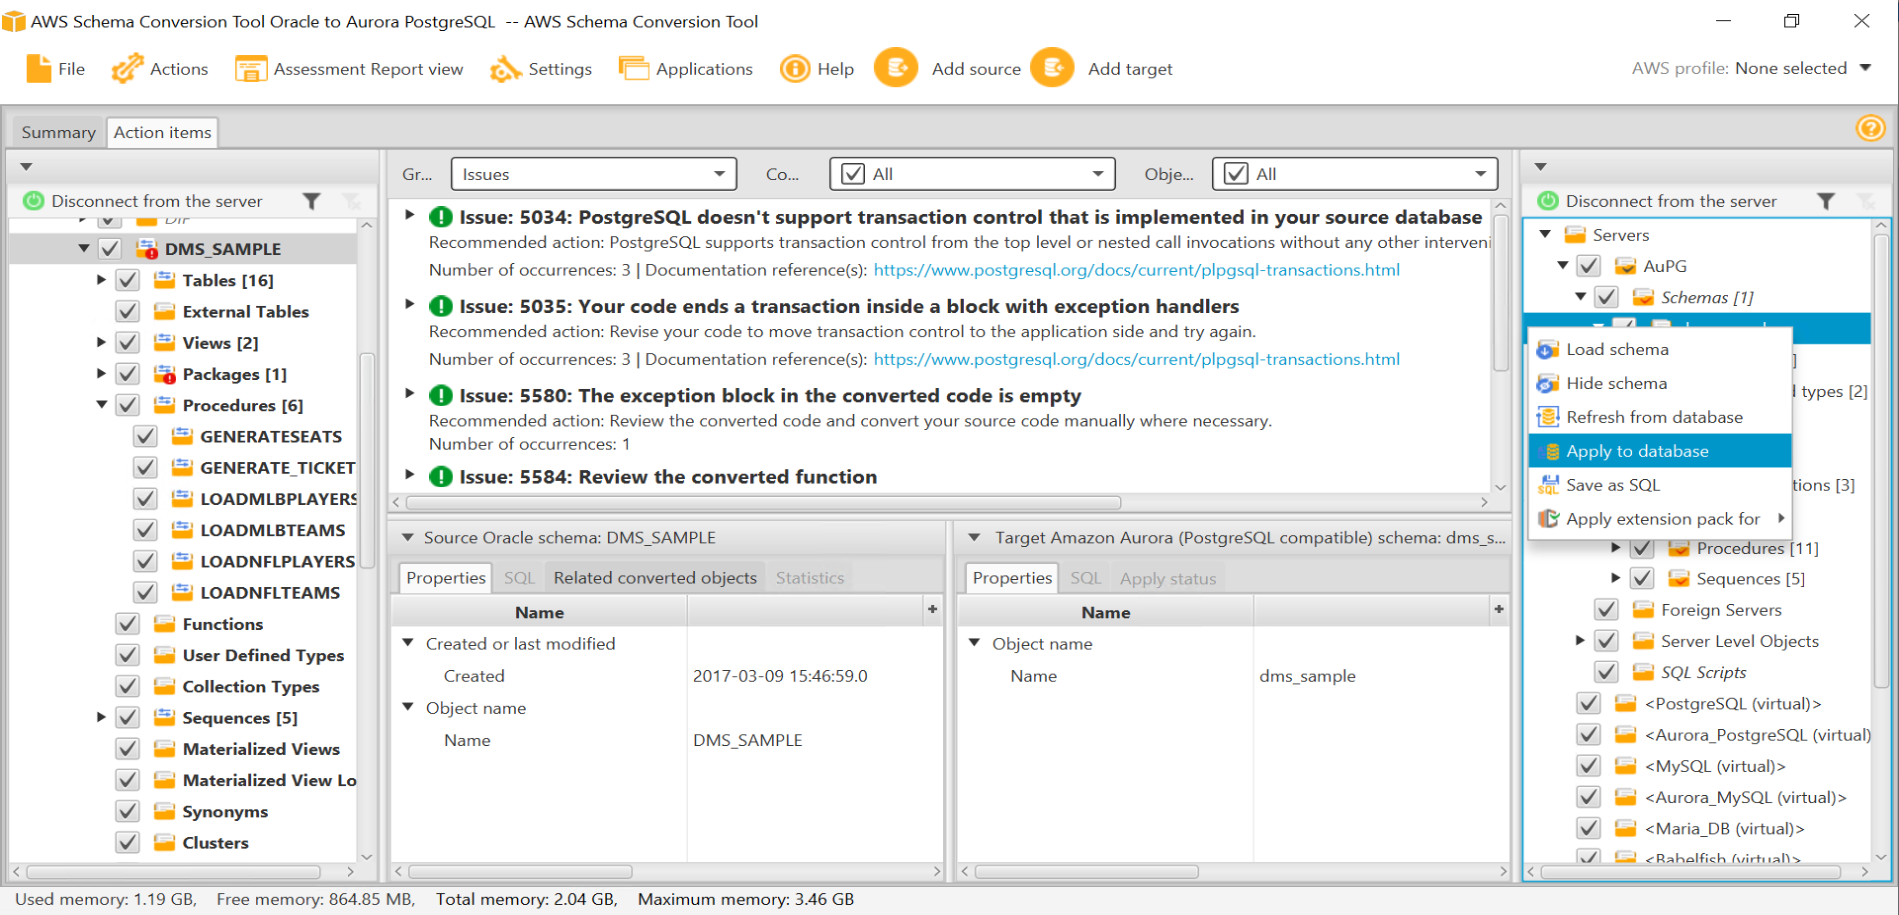 AWS Schema Conversion Tool Oracle to Aurora PostgreSQL -- AWS Schema Conversion Tool
File
Actions
Assessment Report view
Settings
Applications
Help
Add source
Add target
AWS profile: None selected
Summary
Action items
Disconnect from the server
DMS_SAMPLE
Tables [16]
External Tables
Views [2]
Packages [1]
Procedures [6]
GENERATESEATS
GENERATE_TICKET
LOADMLBPLAYERS
LOADMLBTEAMS
LOADNFLPLAYERS
LOADNFLTEAMS
Functions
User Defined Types
Collection Types
Sequences [5]
Materialized Views
Materialized View Lo
Synonyms
Clusters
Gr...
Issues
Co...
All
Obje...
All
Issue: 5034: PostgreSQL doesn't support transaction control that is implemented in your source database
Recommended action: PostgreSQL supports transaction control from the top level or nested call invocations without any other interveni
Number of occurrences: 3 | Documentation reference(s): https://www.postgresql.org/docs/current/plpgsql-transactions.html
Issue: 5035: Your code ends a transaction inside a block with exception handlers
Recommended action: Revise your code to move transaction control to the application side and try again.
Number of occurrences: 3 | Documentation reference(s): https://www.postgresql.org/docs/current/plpgsql-transactions.html
Issue: 5580: The exception block in the converted code is empty
Recommended action: Review the converted code and convert your source code manually where necessary.
Number of occurrences: 1
Issue: 5584: Review the converted function
Source Oracle schema: DMS_SAMPLE
Properties
SQL
Related converted objects
Statistics
Name
+
Created or last modified
Created
2017-03-09 15:46:59.0
Object name
Name
DMS_SAMPLE
Target Amazon Aurora (PostgreSQL compatible) schema: dms_s...
Properties
SQL
Apply status
Name
+
Object name
Name
dms_sample
Disconnect from the server
Servers
AuPG
Schemas [1]
Load schema
]
Hide schema
types [2]
Refresh from database
Apply to database
Save as SQL
tions [3]
Apply extension pack for
Procedures [11]
Sequences [5]
Foreign Servers
Server Level Objects
SQL Scripts
<PostgreSQL (virtual)>
<Aurora_PostgreSQL (virtual)
<MySQL (virtual)>
<Aurora_MySQL (virtual)>
<Maria_DB (virtual)>
<Babelfish (virtual)>
Used memory: 1.19 GB, Free memory: 864.85 MB, Total memory: 2.04 GB, Maximum memory: 3.46 GB